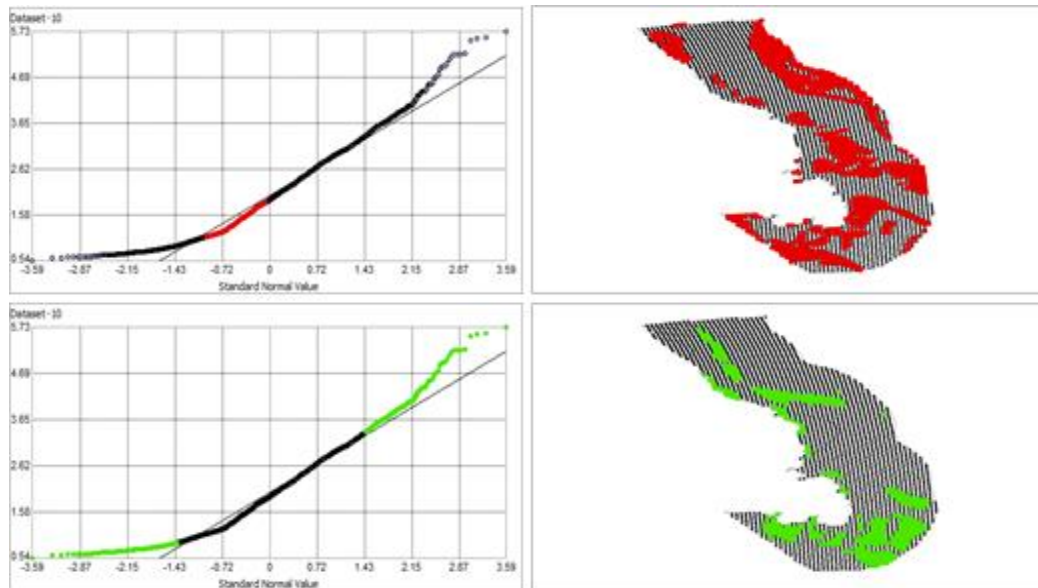 Dataset · 10
5.73
4.69
3.65
2.62
1.58
0.54
-3.59 -2.87 -2.15 -1.43 -0.72 0 0.72 1.43 2.15 2.87 3.59
Standard Normal Value
Dataset · 10
5.73
4.69
3.65
2.62
1.58
0.54
-3.59 -2.87 -2.15 -1.43 -0.72 0 0.72 1.43 2.15 2.87 3.59
Standard Normal Value